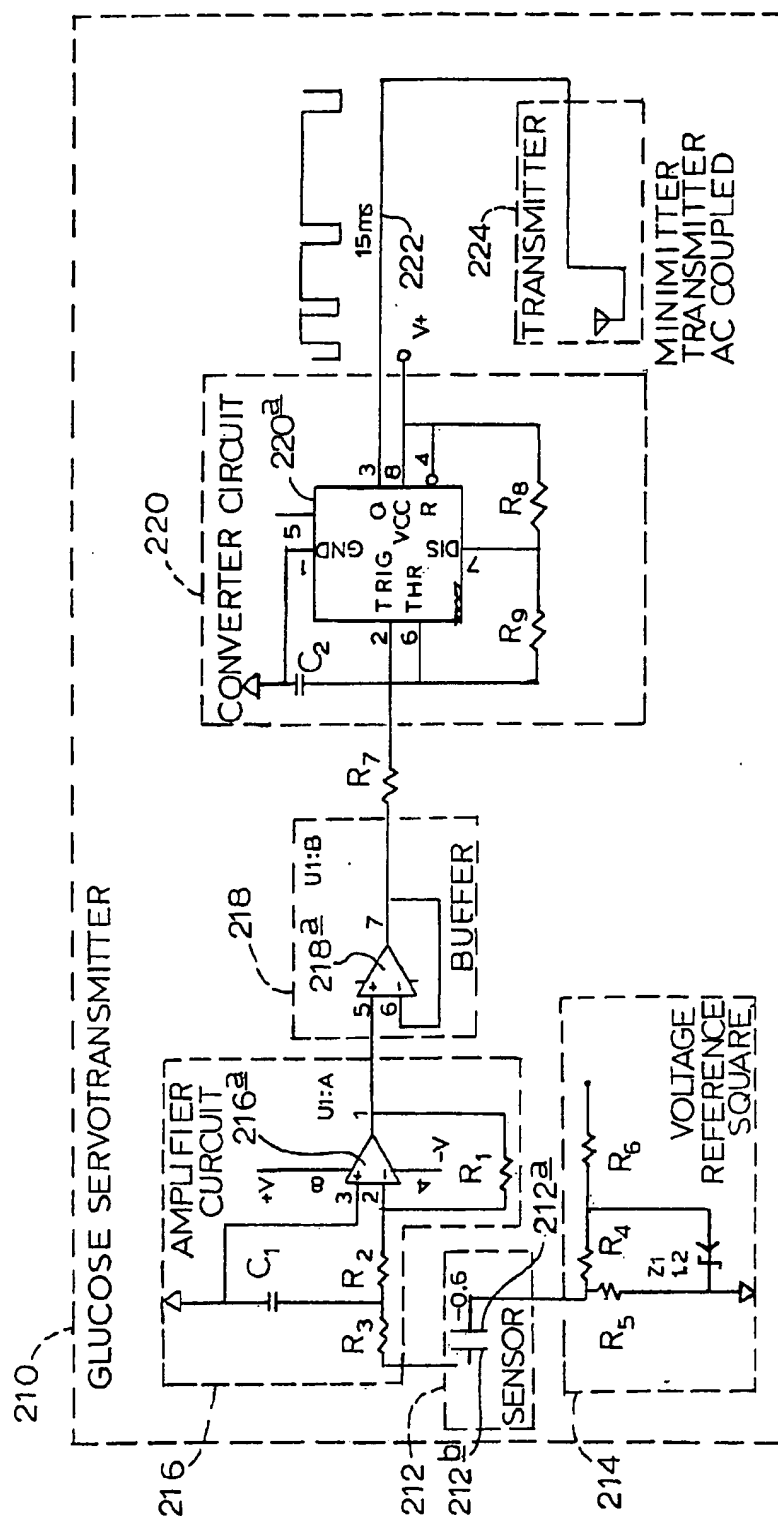 210
GLUCOSE SERVOTRANSMITTER
216
AMPLIFIER
CURCUIT
216a
+V
8
3
2
1
U1:A
4
-V
C1
R1
R2
R3
212
212b
212a
-0.6
SENSOR
214
R4
R5
R6
Z1
1.2
VOLTAGE
REFERENCE
SQUARE
218
218a
U1:B
5
6
7
BUFFER
R7
220
CONVERTER CIRCUIT
220a
C2
1
5
GND
Q
3
VCC
8
R
4
TRIG
2
THR
6
DIS
7
R8
R9
V+
15ms
222
224
TRANSMITTER
MINIMITTER
TRANSMITTER
AC COUPLED